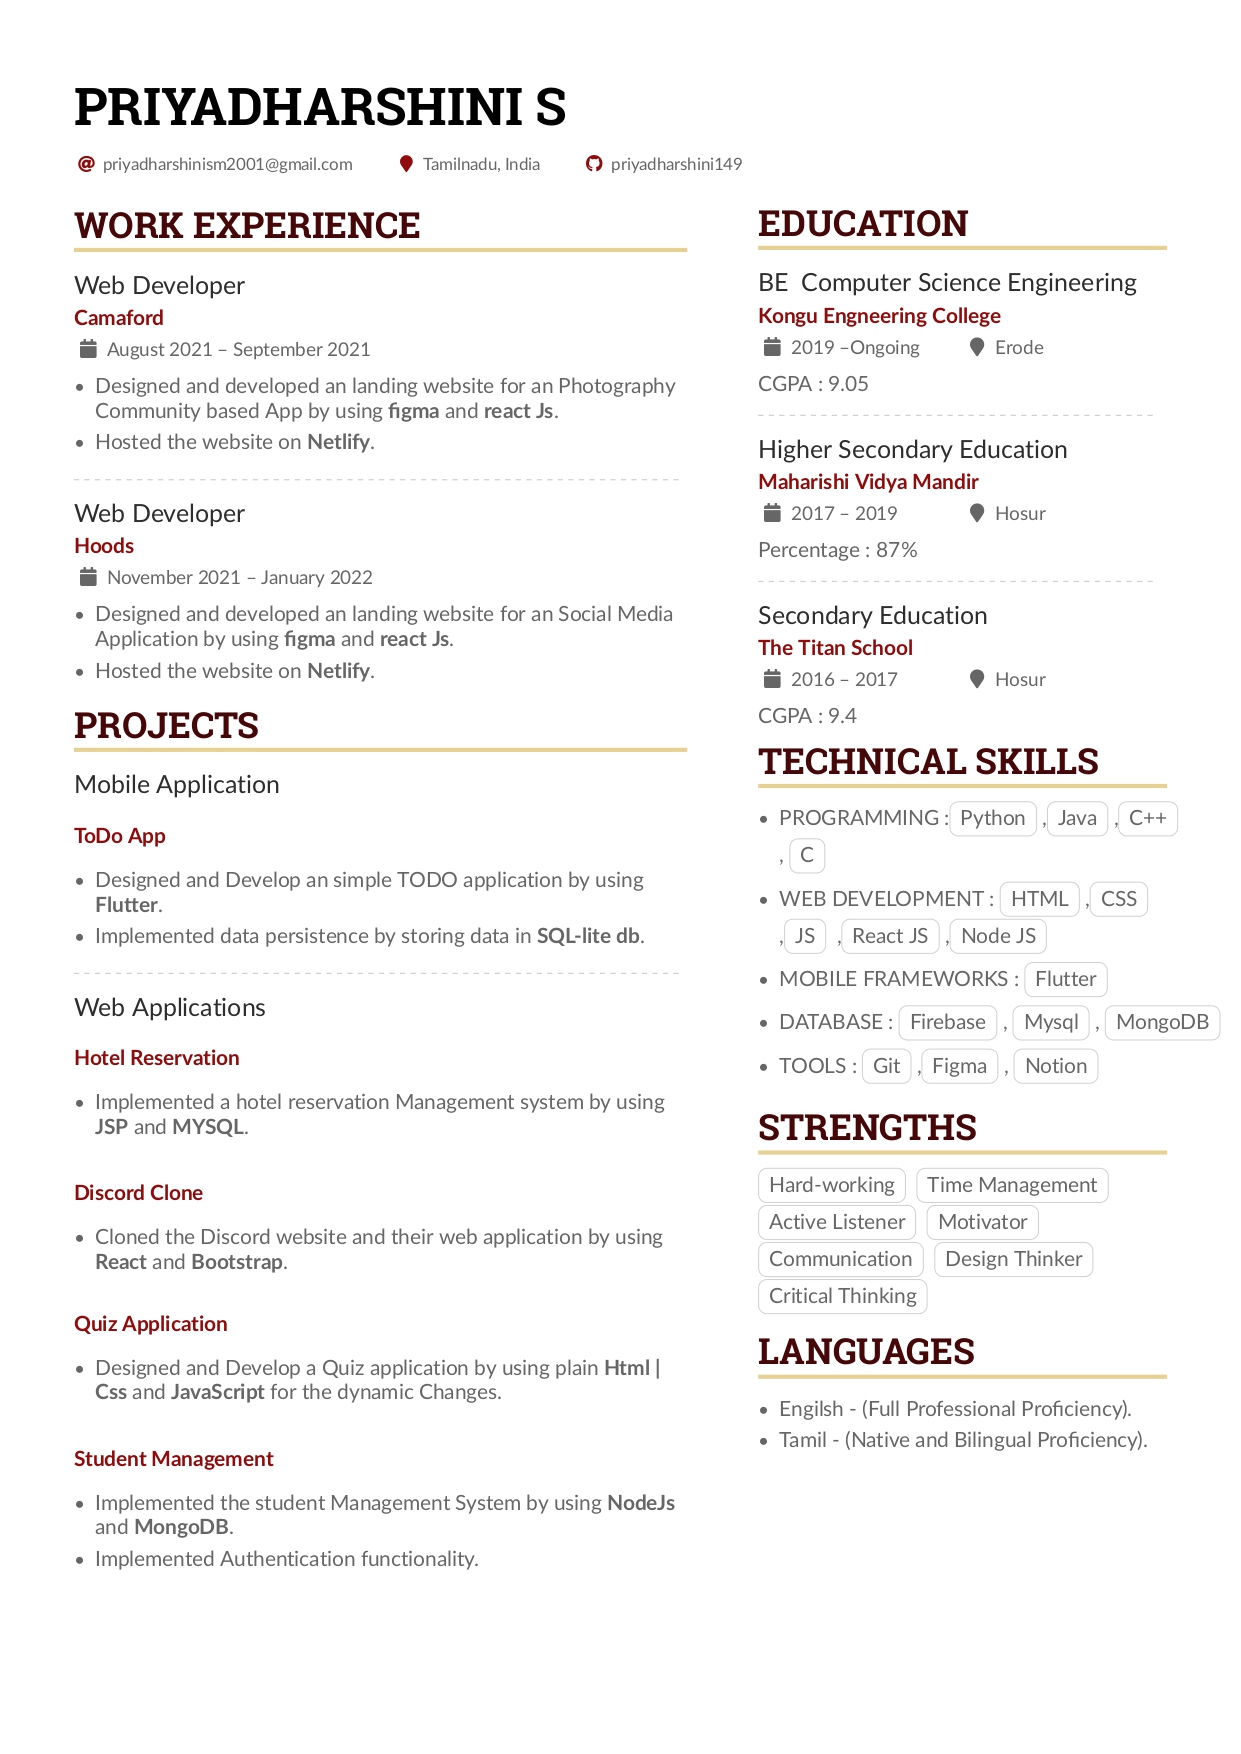 PRIYADHARSHINI S
priyadharshinism2001@gmail.com Tamilnadu, India priyadharshini149
WORK EXPERIENCE
Web Developer
Camaford
August 2021 – September 2021
• Designed and developed an landing website for an Photography
Community based App by using figma and react Js.
• Hosted the website on Netlify.
Web Developer
Hoods
November 2021 – January 2022
• Designed and developed an landing website for an Social Media
Application by using figma and react Js.
• Hosted the website on Netlify.
PROJECTS
Mobile Application
ToDo App
• Designed and Develop an simple TODO application by using
Flutter.
• Implemented data persistence by storing data in SQL-lite db.
Web Applications
Hotel Reservation
• Implemented a hotel reservation Management system by using
JSP and MYSQL.
Discord Clone
• Cloned the Discord website and their web application by using
React and Bootstrap.
Quiz Application
• Designed and Develop a Quiz application by using plain Html |
Css and JavaScript for the dynamic Changes.
Student Management
• Implemented the student Management System by using NodeJs
and MongoDB.
• Implemented Authentication functionality.
EDUCATION
BE Computer Science Engineering
Kongu Engneering College
2019 –Ongoing Erode
CGPA : 9.05
Higher Secondary Education
Maharishi Vidya Mandir
2017 – 2019 Hosur
Percentage : 87%
Secondary Education
The Titan School
2016 – 2017 Hosur
CGPA : 9.4
TECHNICAL SKILLS
• PROGRAMMING : Python , Java , C++
, C
• WEB DEVELOPMENT : HTML , CSS
, JS , React JS , Node JS
• MOBILE FRAMEWORKS : Flutter
• DATABASE : Firebase , Mysql , MongoDB
• TOOLS : Git , Figma , Notion
STRENGTHS
Hard-working Time Management
Active Listener Motivator
Communication Design Thinker
Critical Thinking
LANGUAGES
• Engilsh - (Full Professional Proficiency).
• Tamil - (Native and Bilingual Proficiency).